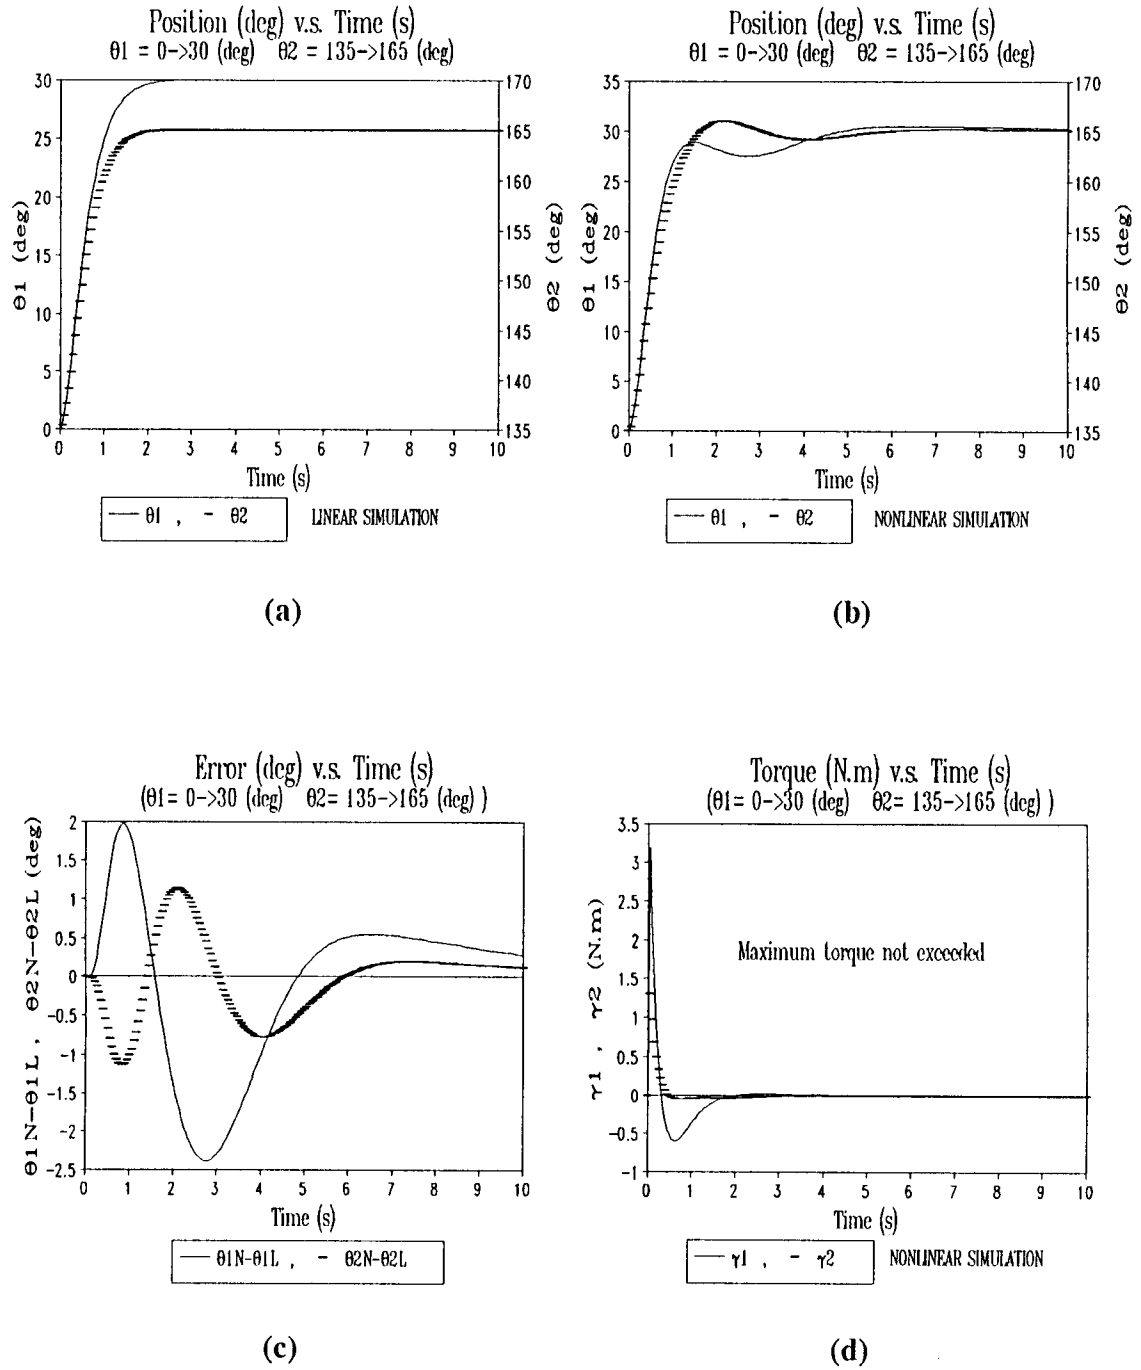 Position (deg) v.s. Time (s)
θ1 = 0->30 (deg) θ2 = 135->165 (deg)
30
25
20
15
10
5
0
θ1 (deg)
170
165
160
155
150
145
140
135
θ2 (deg)
0 1 2 3 4 5 6 7 8 9 10
Time (s)
θ1 , - θ2
LINEAR SIMULATION
(a)
Position (deg) v.s. Time (s)
θ1 = 0->30 (deg) θ2 = 135->165 (deg)
35
30
25
20
15
10
5
0
θ1 (deg)
170
165
160
155
150
145
140
135
θ2 (deg)
0 1 2 3 4 5 6 7 8 9 10
Time (s)
θ1 , - θ2
NONLINEAR SIMULATION
(b)
Error (deg) v.s. Time (s)
(θ1= 0->30 (deg) θ2= 135->165 (deg) )
2
1.5
1
0.5
0
-0.5
-1
-1.5
-2
-2.5
θ1N-θ1L , θ2N-θ2L (deg)
0 1 2 3 4 5 6 7 8 9 10
Time (s)
θ1N-θ1L , - θ2N-θ2L
(c)
Torque (N.m) v.s. Time (s)
(θ1= 0->30 (deg) θ2= 135->165 (deg) )
3.5
3
2.5
2
1.5
1
0.5
0
-0.5
-1
γ1 , γ2 (N.m)
Maximum torque not exceeded
0 1 2 3 4 5 6 7 8 9 10
Time (s)
γ1 , - γ2
NONLINEAR SIMULATION
(d)